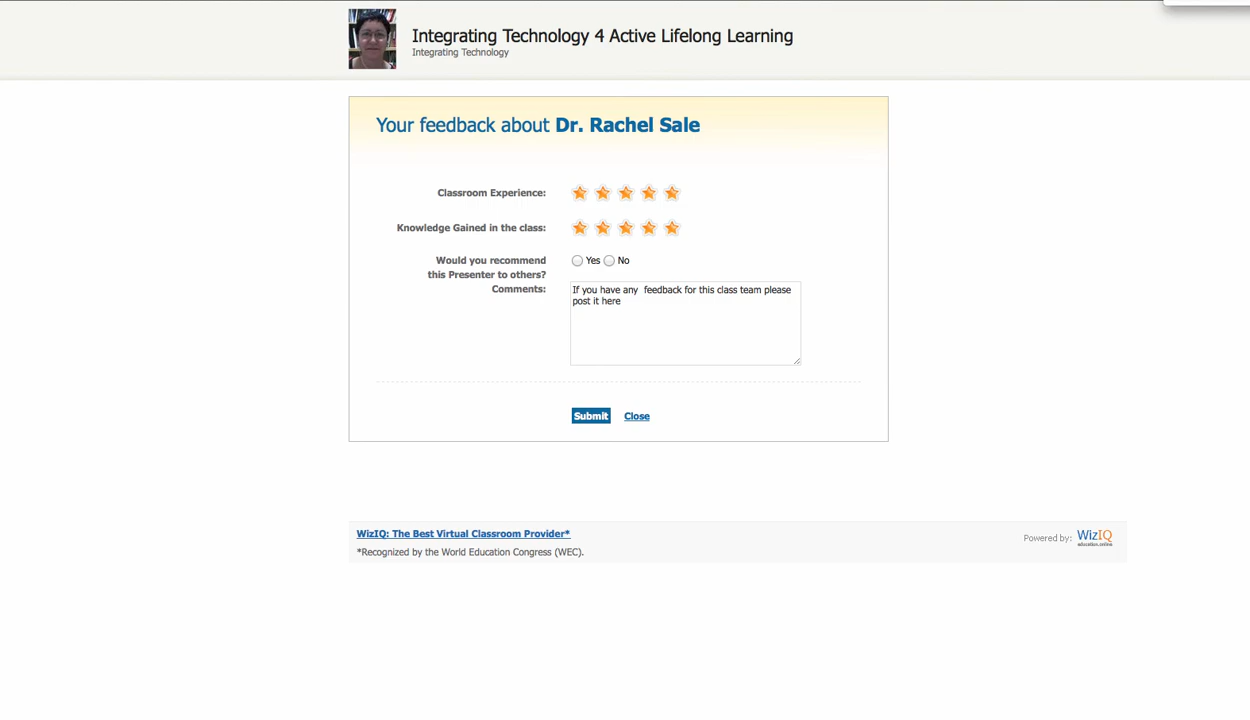 Integrating Technology 4 Active Lifelong Learning
Integrating Technology
Your feedback about Dr. Rachel Sale
Classroom Experience:
Knowledge Gained in the class:
Would you recommend
this Presenter to others?
Yes No
Comments:
If you have any  feedback for this class team please
post it here
Submit Close
WizIQ: The Best Virtual Classroom Provider*
*Recognized by the World Education Congress (WEC).
Powered by: WizIQ
education.online